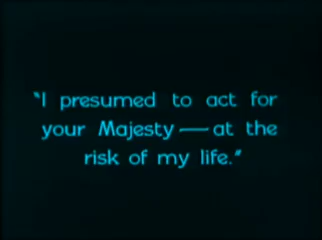 "I presumed to act for
your Majesty — at the
risk of my life."